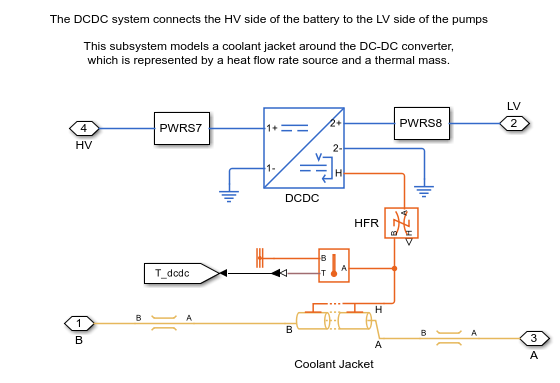 The DCDC system connects the HV side of the battery to the LV side of the pumps
This subsystem models a coolant jacket around the DC-DC converter,
which is represented by a heat flow rate source and a thermal mass.
LV
4
PWRS7
1+
2+
PWRS8
2
HV
2-
V
1-
H
DCDC
HFR
A
B
H
B
T_dcdc
T
A
H
1
B
A
B
B
A
3
B
A
A
Coolant Jacket